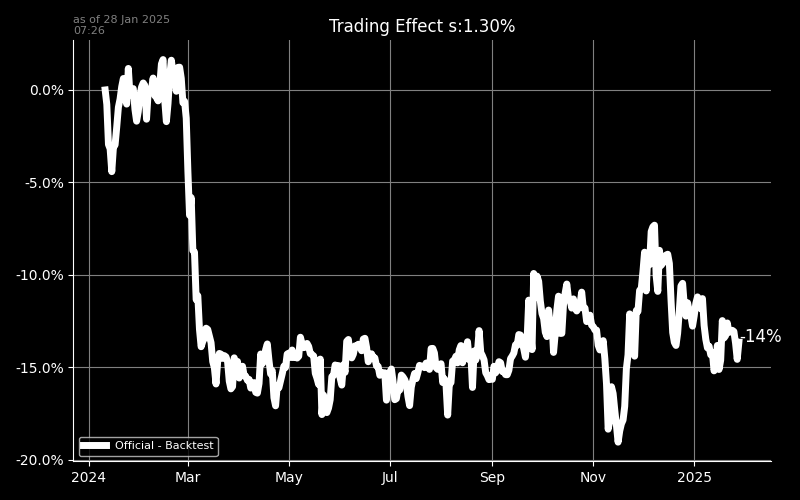 as of 28 Jan 2025
07:26
Trading Effect s:1.30%
0.0%
-5.0%
-10.0%
-15.0%
-20.0%
-14%
Official - Backtest
2024
Mar
May
Jul
Sep
Nov
2025